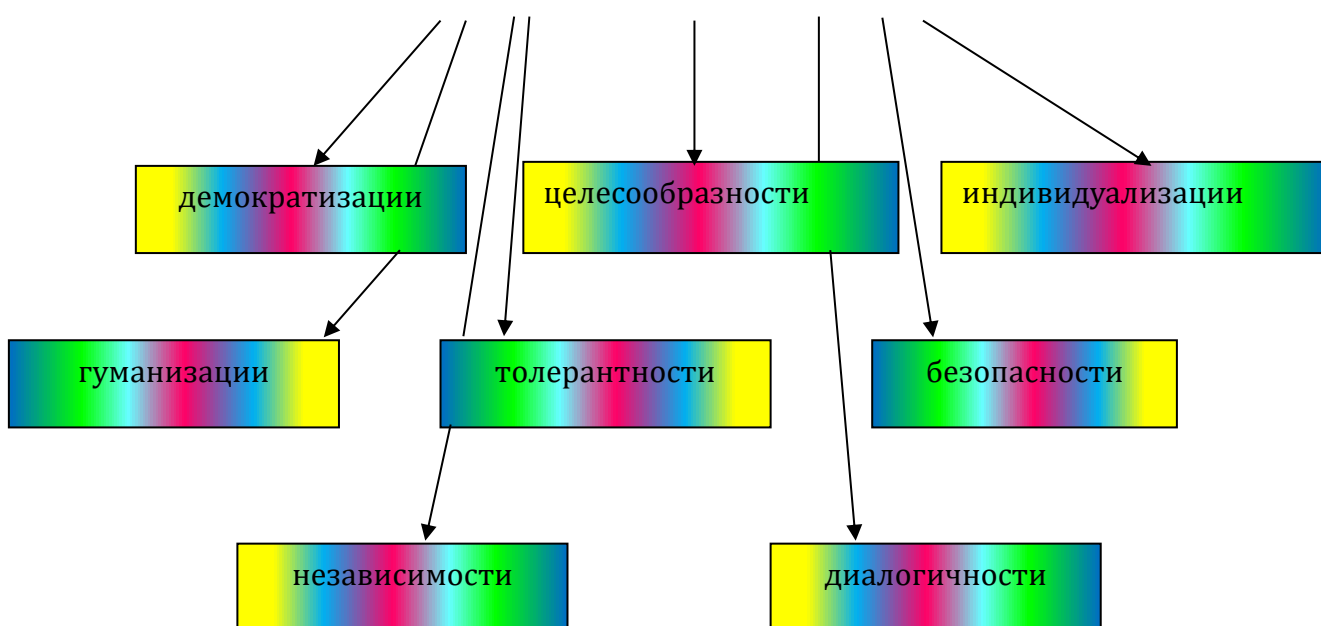 демократизации
целесообразности
индивидуализации
гуманизации
толерантности
безопасности
независимости
диалогичности